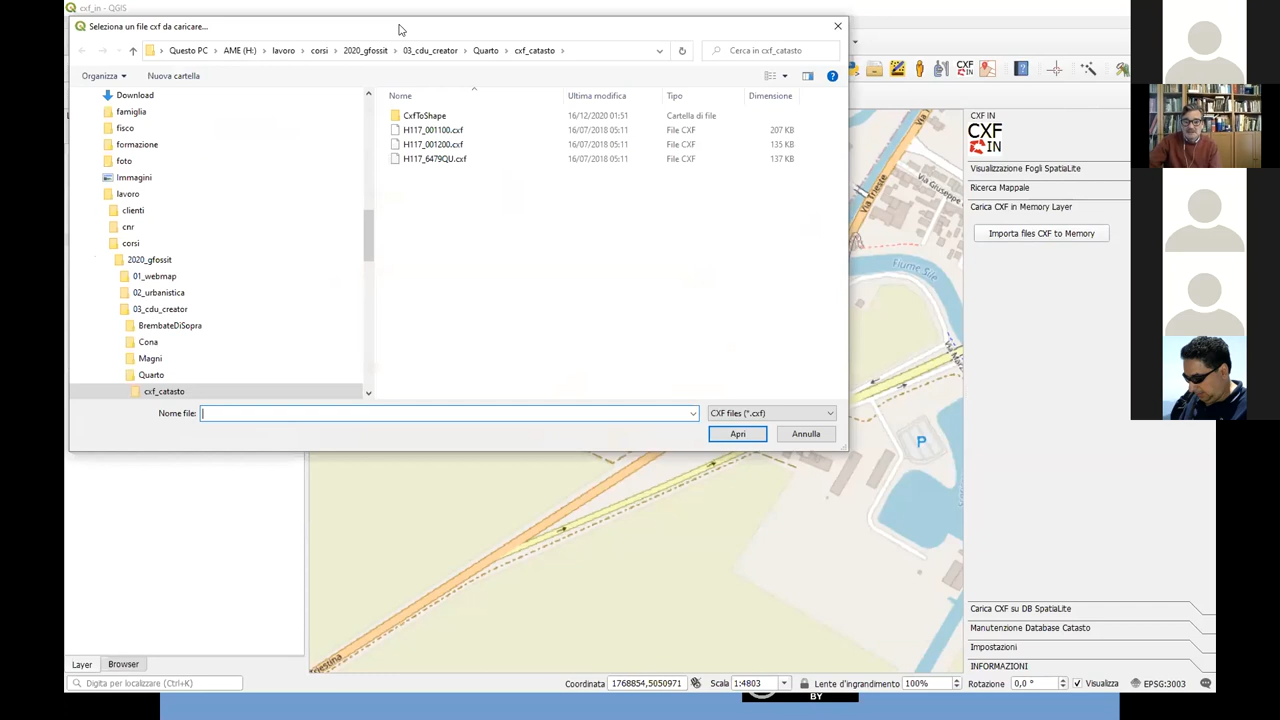 cxf_in - QGIS
Seleziona un file cxf da caricare...
Questo PC > AME (H:) > lavoro > corsi > 2020_gfossit > 03_cdu_creator > Quarto > cxf_catasto >
Cerca in cxf_catasto
Organizza
Nuova cartella
Download
famiglia
fisco
formazione
foto
Immagini
lavoro
clienti
cnr
corsi
2020_gfossit
01_webmap
02_urbanistica
03_cdu_creator
BrembateDiSopra
Cona
Magni
Quarto
cxf_catasto
Nome Ultima modifica Tipo Dimensione
CxfToShape 16/12/2020 01:51 Cartella di file
H117_001100.cxf 16/07/2018 05:11 File CXF 207 KB
H117_001200.cxf 16/07/2018 05:11 File CXF 135 KB
H117_6479QU.cxf 16/07/2018 05:11 File CXF 137 KB
Nome file:
CXF files (*.cxf)
Apri
Annulla
CXF IN
CXF IN
CXF
IN
Visualizzazione Fogli SpatiaLite
Ricerca Mappale
Carica CXF in Memory Layer
Importa files CXF to Memory
Via Trieste
Via Giuseppe
Fiume Sile
P
Carica CXF su DB SpatiaLite
Manutenzione Database Catasto
Impostazioni
INFORMAZIONI
Layer
Browser
Digita per localizzare (Ctrl+K)
Coordinata 1768854,5050971
Scala 1:4803
Lente d'ingrandimento 100%
Rotazione 0,0 °
Visualizza
EPSG:3003
BY